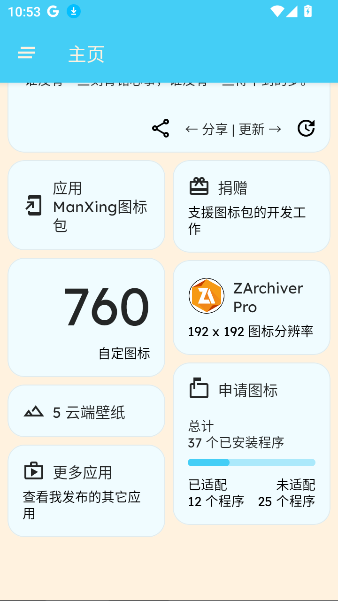 10:53
主页
← 分享 | 更新 →
应用
ManXing图标
包
捐赠
支援图标包的开发工
作
760
自定图标
ZArchiver
Pro
192 x 192 图标分辨率
5 云端壁纸
申请图标
总计
37 个已安装程序
已适配 未适配
12 个程序 25 个程序
更多应用
查看我发布的其它应
用